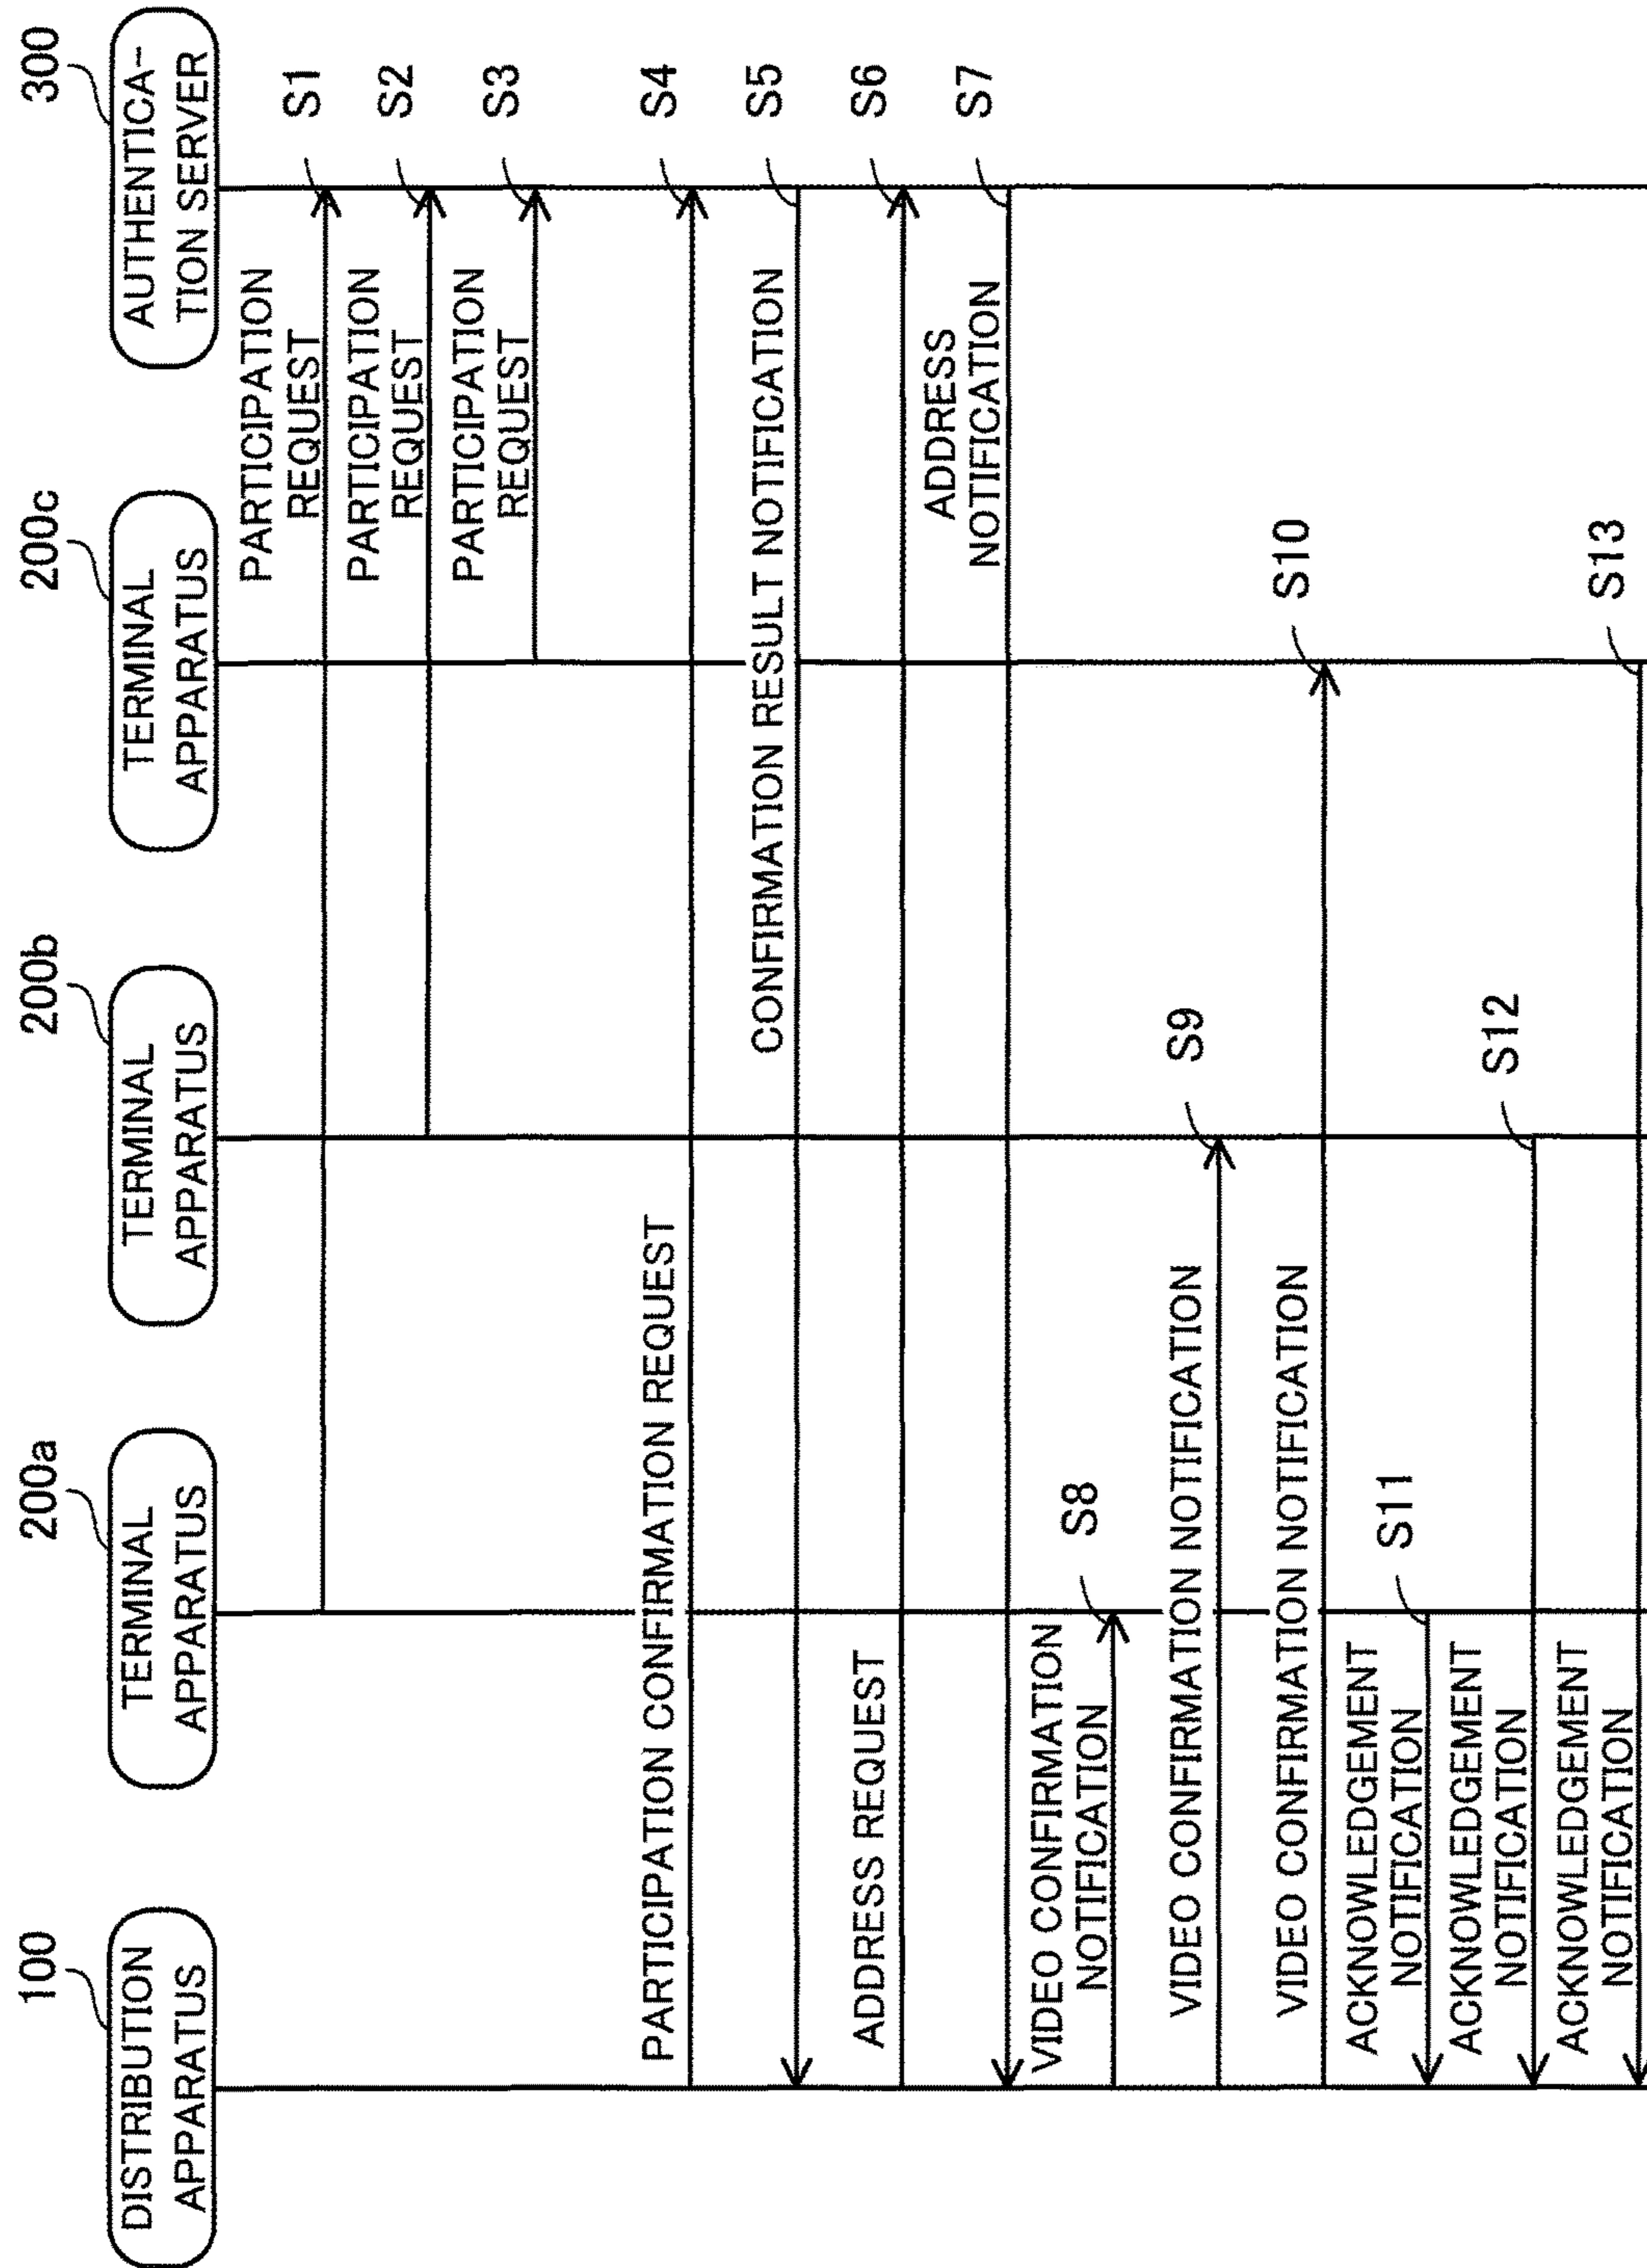 100
DISTRIBUTION
APPARATUS
200a
TERMINAL
APPARATUS
200b
TERMINAL
APPARATUS
200c
TERMINAL
APPARATUS
300
AUTHENTICA-
TION SERVER
PARTICIPATION
REQUEST
S1
PARTICIPATION
REQUEST
S2
PARTICIPATION
REQUEST
S3
PARTICIPATION CONFIRMATION REQUEST
S4
CONFIRMATION RESULT NOTIFICATION
S5
ADDRESS REQUEST
S6
ADDRESS
NOTIFICATION
S7
VIDEO CONFIRMATION
NOTIFICATION
S8
VIDEO CONFIRMATION NOTIFICATION
S9
VIDEO CONFIRMATION NOTIFICATION
S10
ACKNOWLEDGEMENT
NOTIFICATION
S11
ACKNOWLEDGEMENT
NOTIFICATION
S12
ACKNOWLEDGEMENT
NOTIFICATION
S13